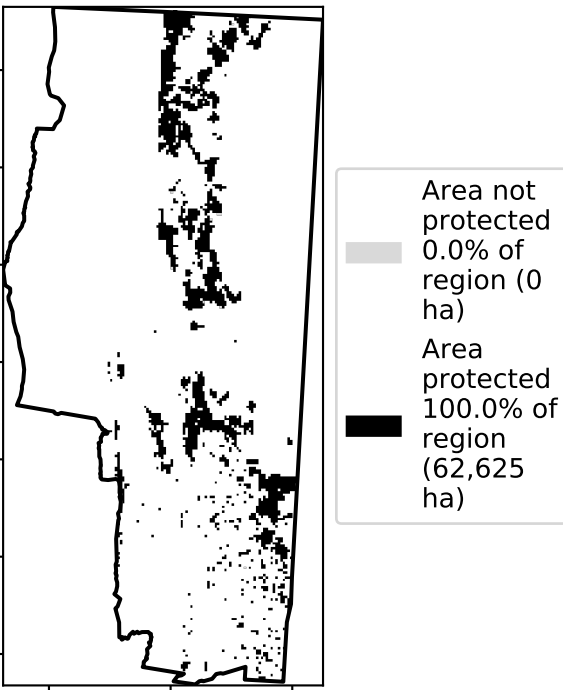 Area not
protected
0.0% of
region (0
ha)
Area
protected
100.0% of
region
(62,625
ha)